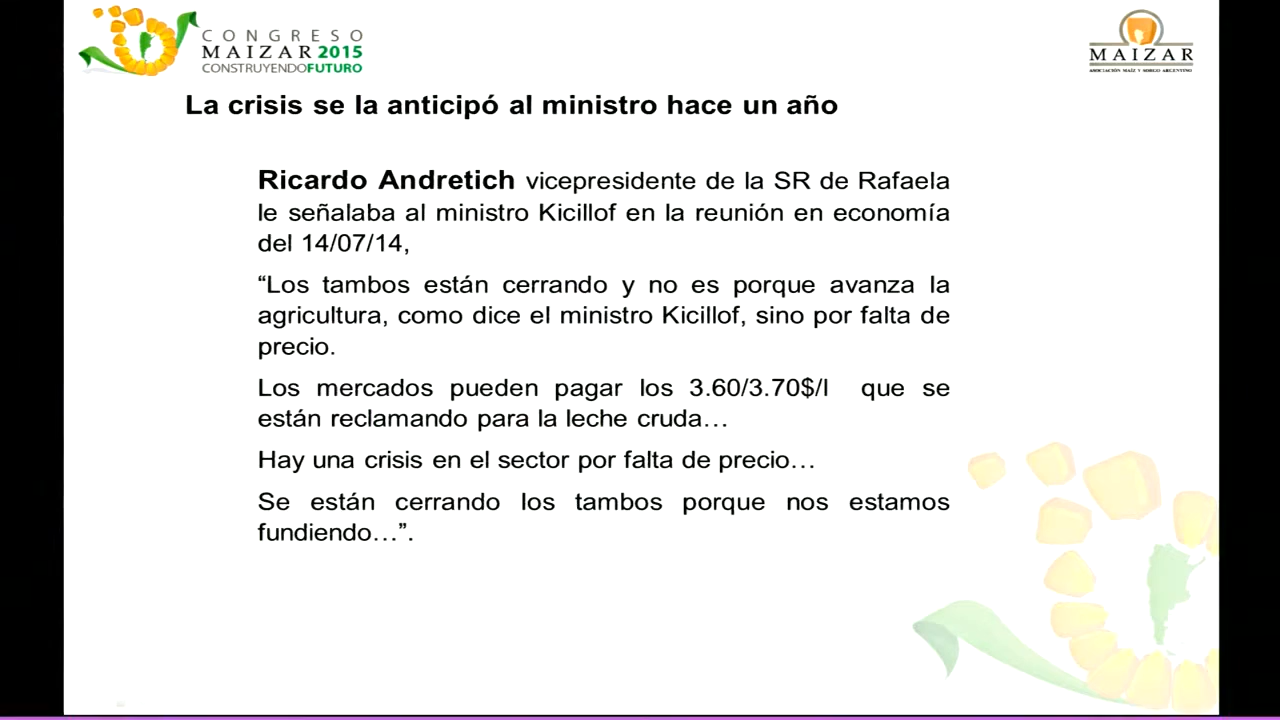 CONGRESO
MAIZAR 2015
CONSTRUYENDOFUTURO
MAIZAR
ASOCIACIÓN MAÍZ Y SORGO ARGENTINO
La crisis se la anticipó al ministro hace un año
Ricardo Andretich vicepresidente de la SR de Rafaela
le señalaba al ministro Kicillof en la reunión en economía
del 14/07/14,
“Los tambos están cerrando y no es porque avanza la
agricultura, como dice el ministro Kicillof, sino por falta de
precio.
Los mercados pueden pagar los 3.60/3.70$/l que se
están reclamando para la leche cruda…
Hay una crisis en el sector por falta de precio…
Se están cerrando los tambos porque nos estamos
fundiendo…”.